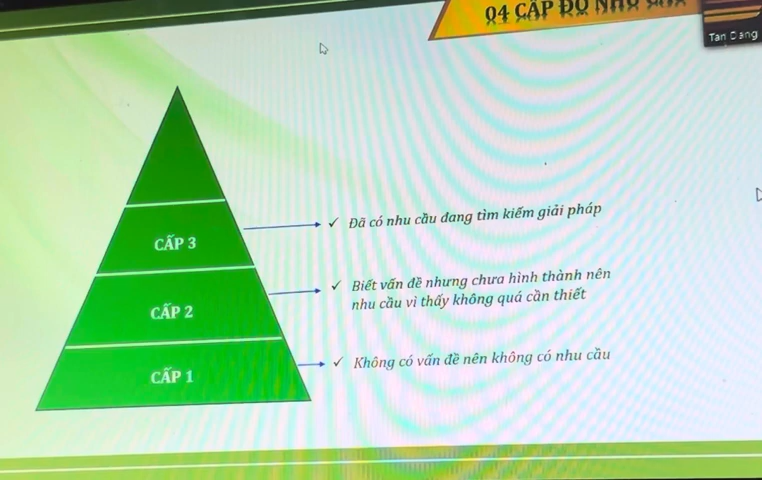 04 CẤP ĐỘ NHU
Tan Dang
Đã có nhu cầu đang tìm kiếm giải pháp
CẤP 3
Biết vấn đề nhưng chưa hình thành nên
nhu cầu vì thấy không quá cần thiết
CẤP 2
Không có vấn đề nên không có nhu cầu
CẤP 1